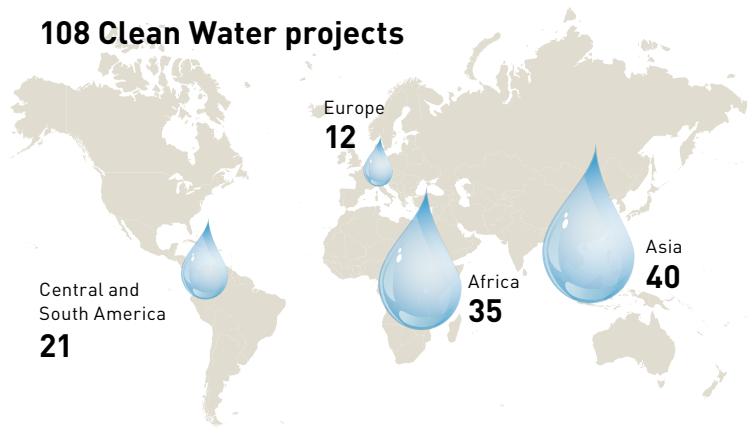 108 Clean Water projects
Europe
12
Asia
40
Africa
35
Central and
South America
21